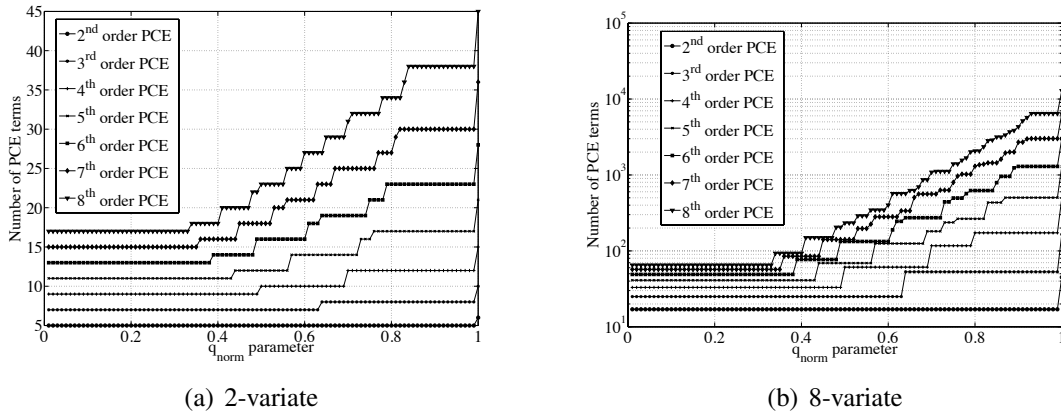 45
40
35
30
25
20
15
10
5
Number of PCE terms
2nd order PCE
3rd order PCE
4th order PCE
5th order PCE
6th order PCE
7th order PCE
8th order PCE
0 0.2 0.4 0.6 0.8 1
qnorm parameter
(a) 2-variate
10^5
10^4
10^3
10^2
10^1
Number of PCE terms
2nd order PCE
3rd order PCE
4th order PCE
5th order PCE
6th order PCE
7th order PCE
8th order PCE
0 0.2 0.4 0.6 0.8 1
qnorm parameter
(b) 8-variate